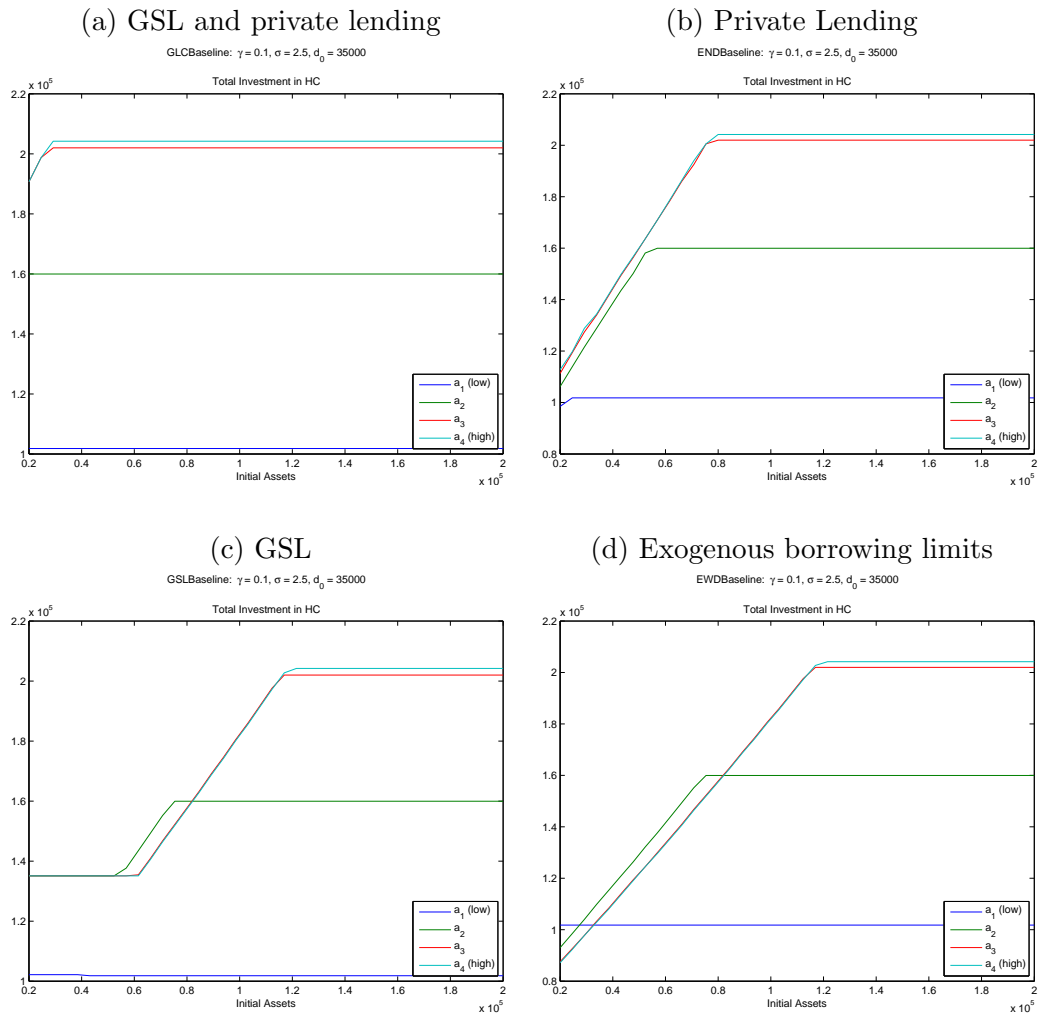 (a) GSL and private lending
GLCBaseline: γ = 0.1, σ = 2.5, d0 = 35000
Total Investment in HC
x 10^5
2.2
2
1.8
1.6
1.4
1.2
1
0.2 0.4 0.6 0.8 1 1.2 1.4 1.6 1.8 2
Initial Assets
x 10^5
a1 (low)
a2
a3
a4 (high)
(b) Private Lending
ENDBaseline: γ = 0.1, σ = 2.5, d0 = 35000
Total Investment in HC
x 10^5
2.2
2
1.8
1.6
1.4
1.2
1
0.8
0.2 0.4 0.6 0.8 1 1.2 1.4 1.6 1.8 2
Initial Assets
x 10^5
a1 (low)
a2
a3
a4 (high)
(c) GSL
GSLBaseline: γ = 0.1, σ = 2.5, d0 = 35000
Total Investment in HC
x 10^5
2.2
2
1.8
1.6
1.4
1.2
1
0.2 0.4 0.6 0.8 1 1.2 1.4 1.6 1.8 2
Initial Assets
x 10^5
a1 (low)
a2
a3
a4 (high)
(d) Exogenous borrowing limits
EWDBaseline: γ = 0.1, σ = 2.5, d0 = 35000
Total Investment in HC
x 10^5
2.2
2
1.8
1.6
1.4
1.2
1
0.8
0.2 0.4 0.6 0.8 1 1.2 1.4 1.6 1.8 2
Initial Assets
x 10^5
a1 (low)
a2
a3
a4 (high)